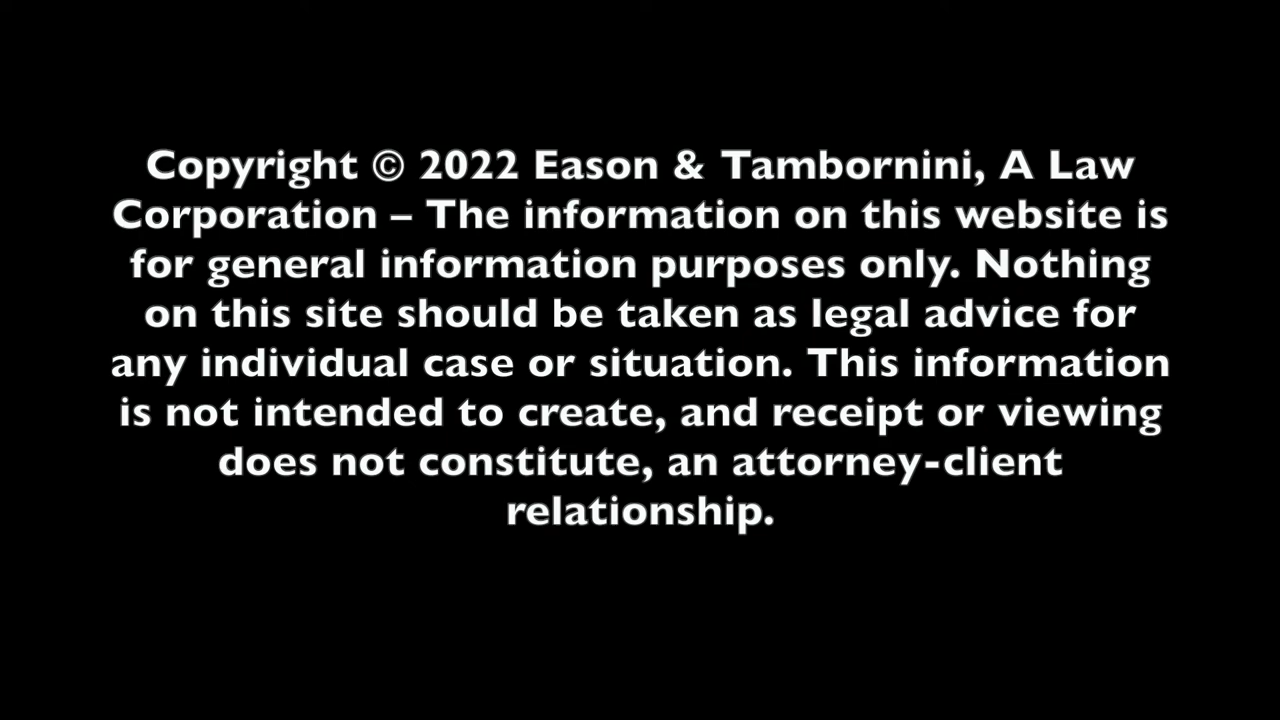 Copyright © 2022 Eason & Tambornini, A Law
Corporation – The information on this website is
for general information purposes only. Nothing
on this site should be taken as legal advice for
any individual case or situation. This information
is not intended to create, and receipt or viewing
does not constitute, an attorney-client
relationship.